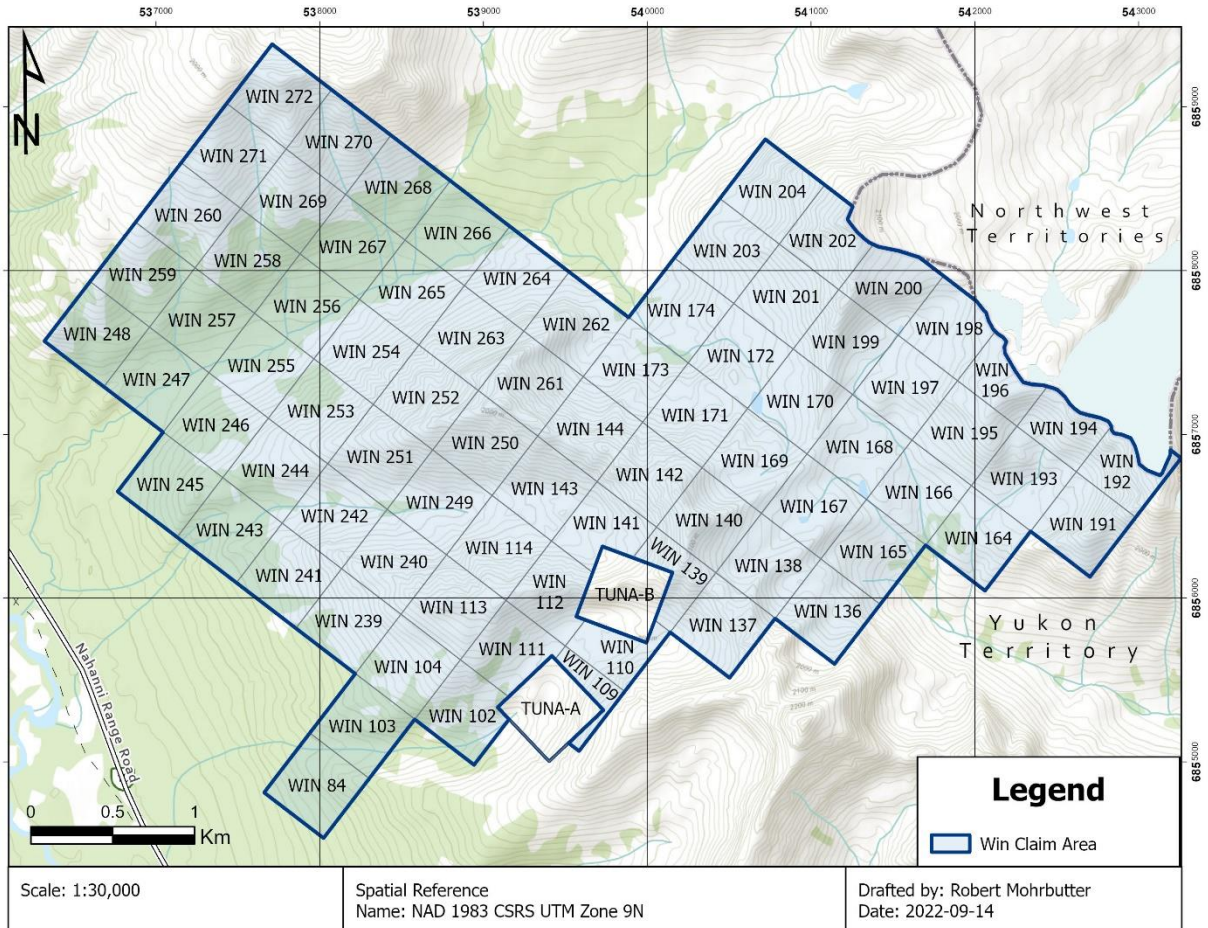 537000 538000 539000 540000 541000 542000 543000
N
6859000
6858000
6857000
6856000
6855000
WIN 272
WIN 270
WIN 271
WIN 268
WIN 269
WIN 260
WIN 266
WIN 267
WIN 258
WIN 259
WIN 264
WIN 265
WIN 256
WIN 257
WIN 248
WIN 262
WIN 263
WIN 254
WIN 255
WIN 247
WIN 204
WIN 202
WIN 203
WIN 200
WIN 201
WIN 174
WIN 198
WIN 199
WIN 172
WIN 173
WIN
196
WIN 197
WIN 170
WIN 171
WIN 261
WIN 252
WIN 253
WIN 246
WIN 194
WIN 195
WIN 168
WIN 169
WIN 144
WIN 250
WIN 251
WIN 244
WIN 245
WIN
192
WIN 193
WIN 166
WIN 167
WIN 142
WIN 143
WIN 249
WIN 242
WIN 243
WIN 191
WIN 164
WIN 165
WIN 140
WIN 141
WIN 114
WIN 240
WIN 241
WIN 139
WIN 138
WIN 136
WIN 137
TUNA-B
WIN
112
WIN 113
WIN 239
WIN
110
WIN 111
WIN 104
WIN 109
TUNA-A
WIN 102
WIN 103
WIN 84
Northwest
Territories
Yukon
Territory
Nahanni Range Road
2000 m
2100 m
2200 m
0 0.5 1
Km
Legend
Win Claim Area
Scale: 1:30,000
Spatial Reference
Name: NAD 1983 CSRS UTM Zone 9N
Drafted by: Robert Mohrbutter
Date: 2022-09-14